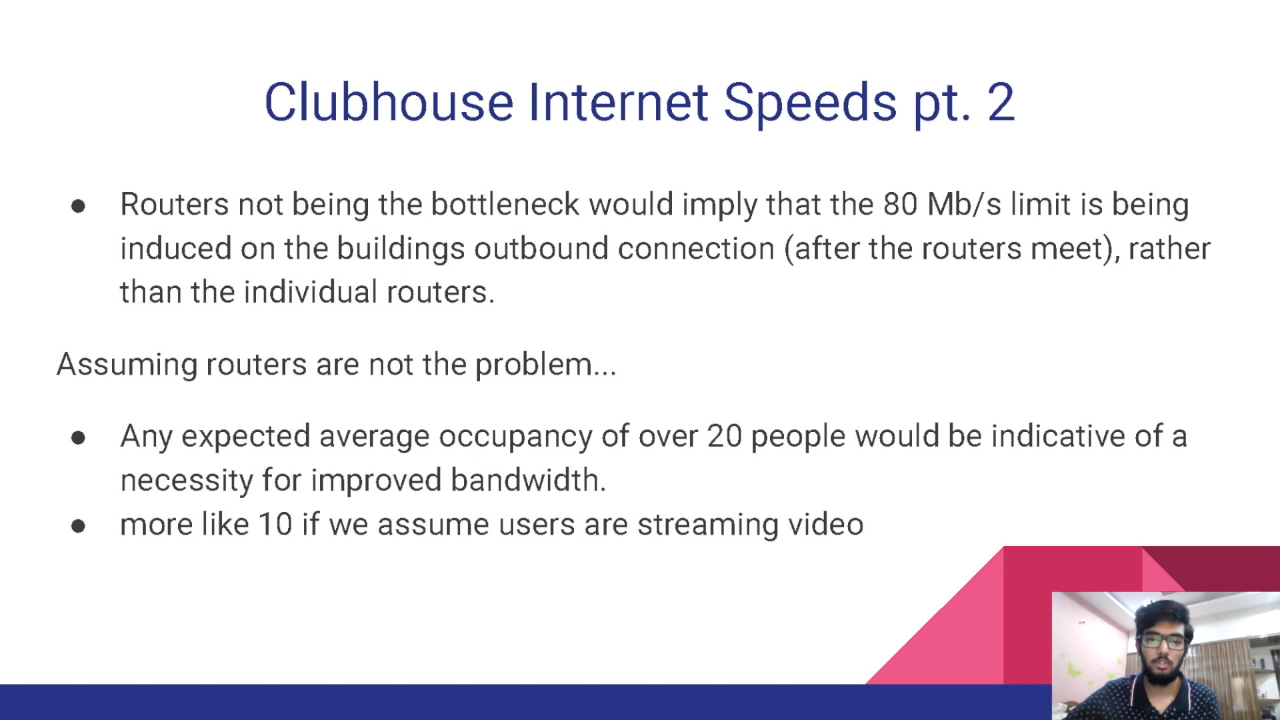 Clubhouse Internet Speeds pt. 2
● Routers not being the bottleneck would imply that the 80 Mb/s limit is being
induced on the buildings outbound connection (after the routers meet), rather
than the individual routers.
Assuming routers are not the problem...
● Any expected average occupancy of over 20 people would be indicative of a
necessity for improved bandwidth.
● more like 10 if we assume users are streaming video